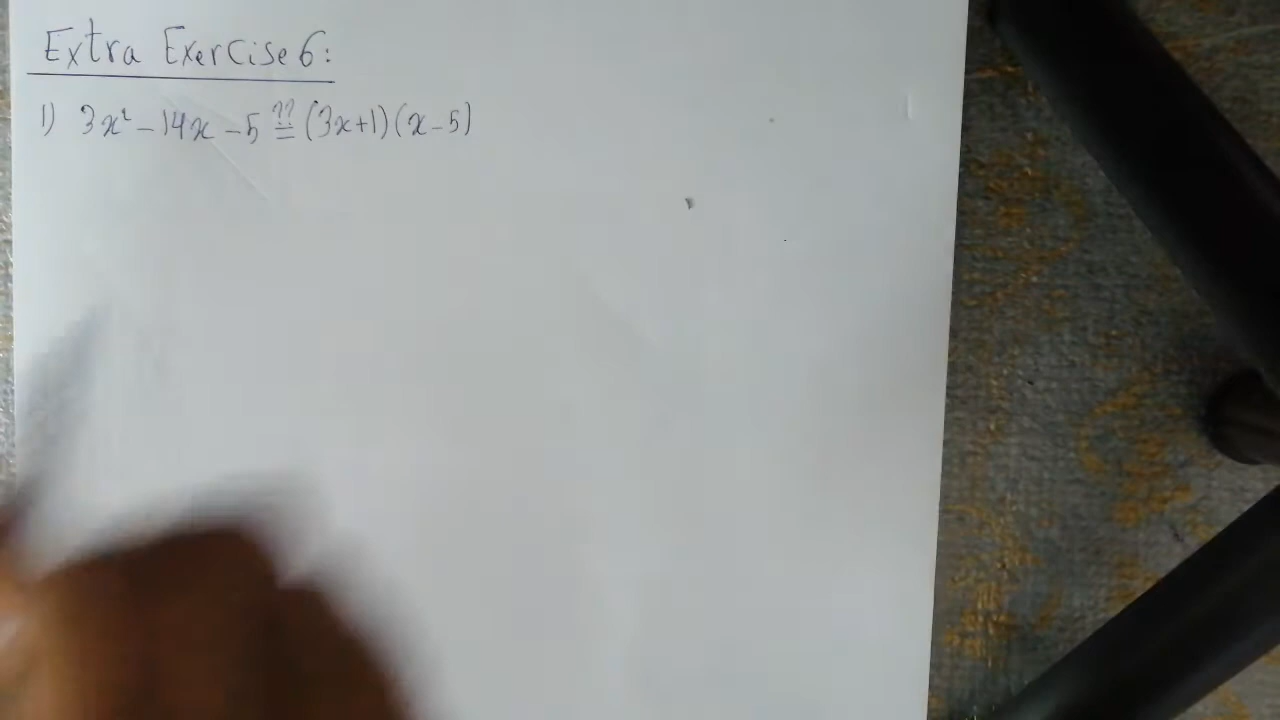 Extra Exercise 6:
1) 3x² - 14x - 5 ≟ (3x+1)(x-5)